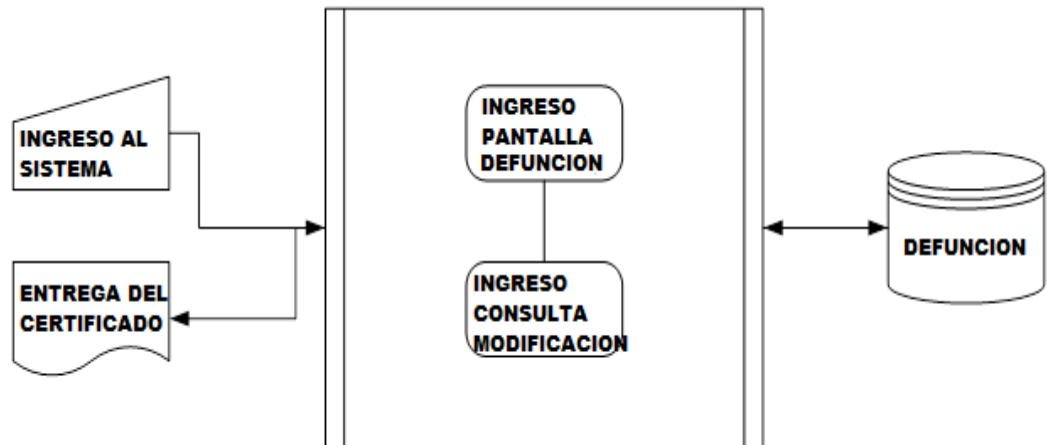 INGRESO AL
SISTEMA
ENTREGA DEL
CERTIFICADO
INGRESO
PANTALLA
DEFUNCION
INGRESO
CONSULTA
MODIFICACION
DEFUNCION